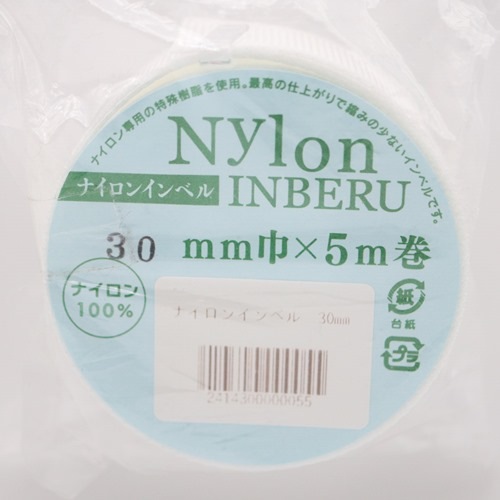 ナイロン専用の特殊樹脂を使用。最高の仕上がりで縮みの少ないインベルです。
Nylon
ナイロンインベル INBERU
30 mm巾×5m巻
ナイロン
100%
紙
台紙
プラ
ナイロンインベル 30mm
2414300000055